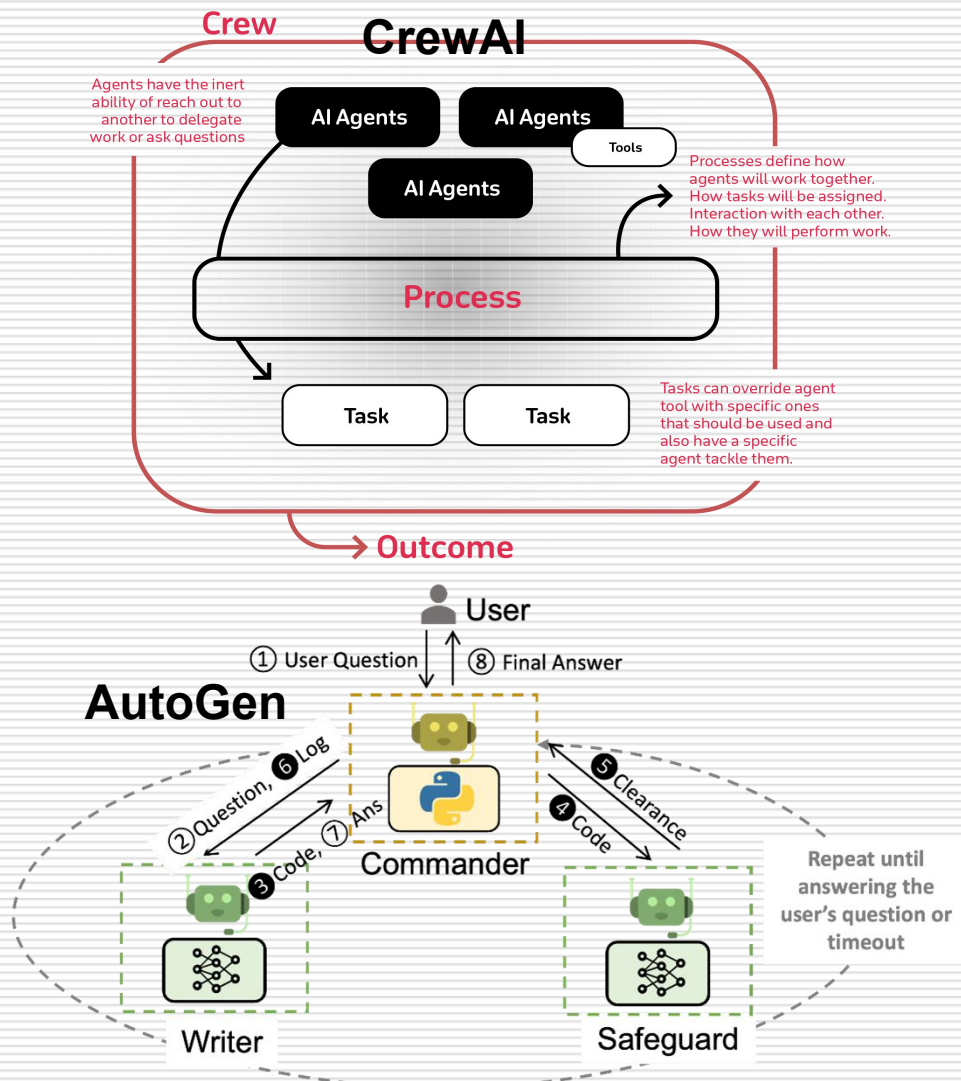 Crew
CrewAI
Agents have the inert
ability of reach out to
another to delegate
work or ask questions
AI Agents
AI Agents
Tools
AI Agents
Processes define how
agents will work together.
How tasks will be assigned.
Interaction with each other.
How they will perform work.
Process
Task
Task
Tasks can override agent
tool with specific ones
that should be used and
also have a specific
agent tackle them.
Outcome
User
① User Question
⑧ Final Answer
AutoGen
② Question, ❻ Log
❸ Code, ⑦ Ans
❺ Clearance
❹ Code
Commander
Repeat until
answering the
user's question or
timeout
Writer
Safeguard